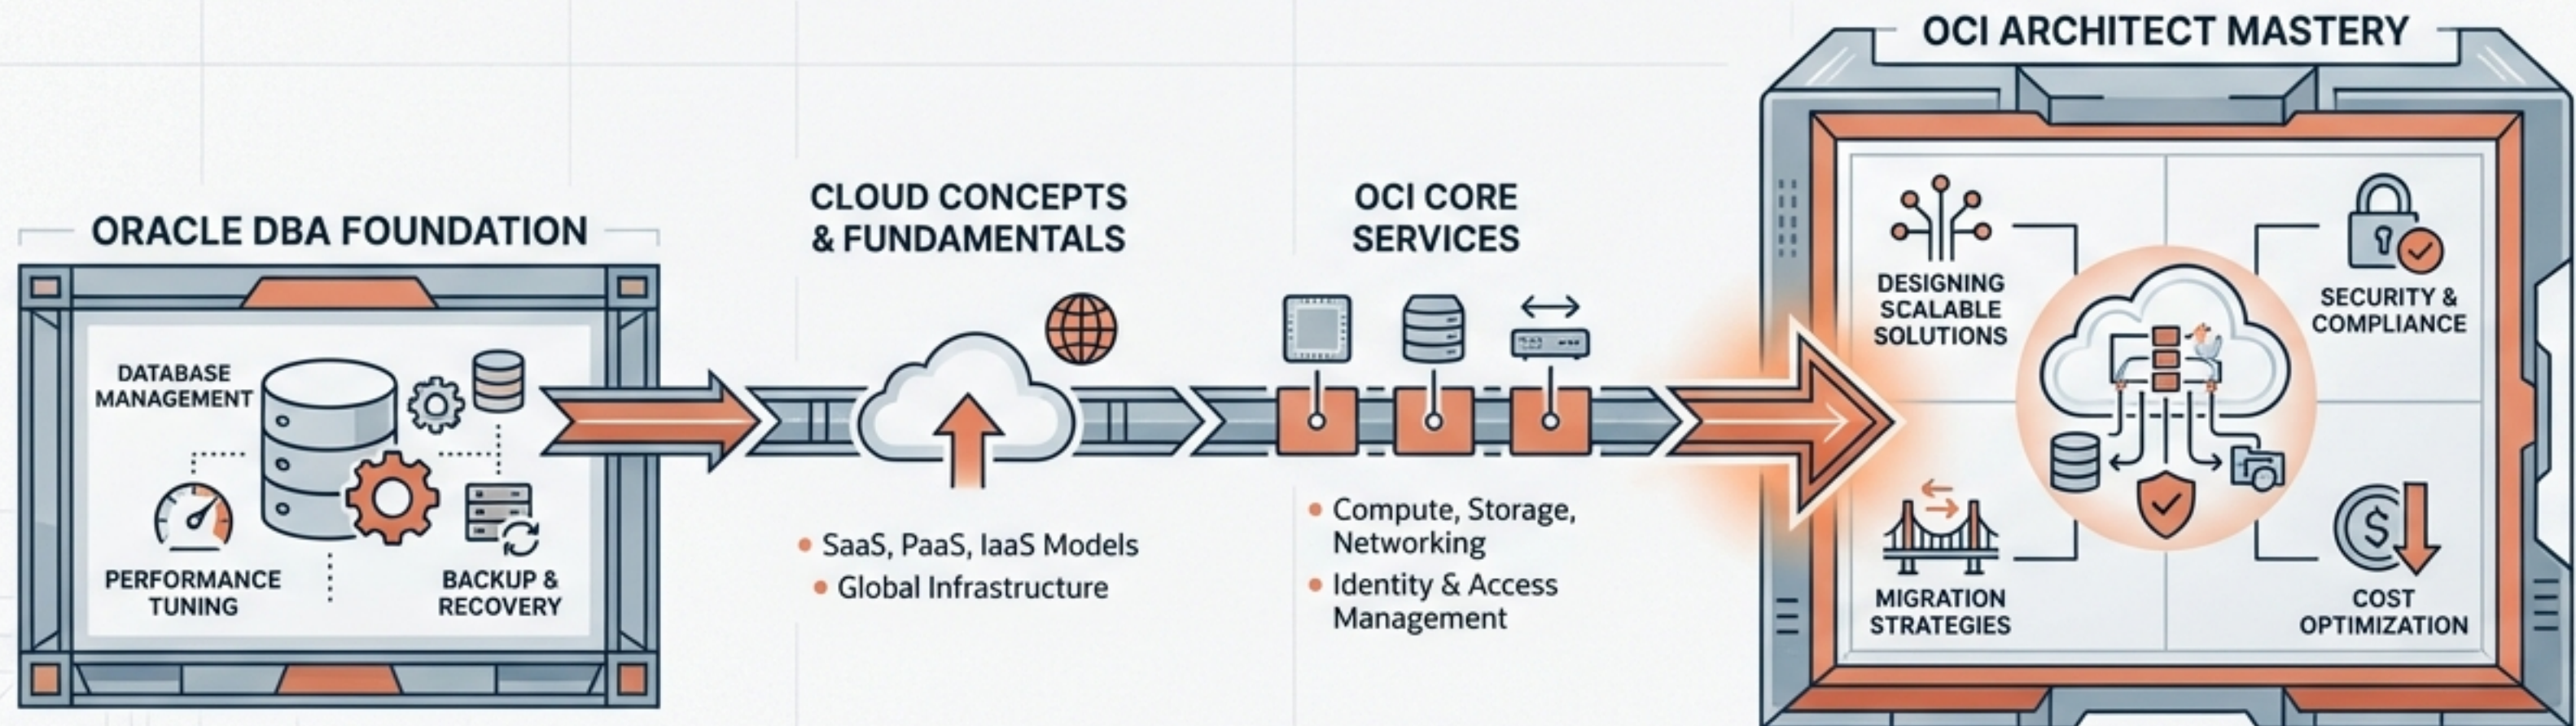 ORACLE DBA FOUNDATION
DATABASE
MANAGEMENT
PERFORMANCE
TUNING
BACKUP &
RECOVERY
CLOUD CONCEPTS
& FUNDAMENTALS
• SaaS, PaaS, IaaS Models
• Global Infrastructure
OCI CORE
SERVICES
• Compute, Storage,
Networking
• Identity & Access
Management
OCI ARCHITECT MASTERY
DESIGNING
SCALABLE
SOLUTIONS
SECURITY &
COMPLIANCE
MIGRATION
STRATEGIES
$
COST
OPTIMIZATION